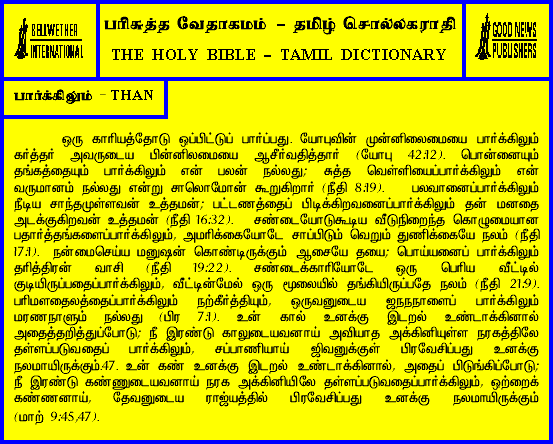 BELLWETHER
INTERNATIONAL
பரிசுத்த வேதாகமம் – தமிழ் சொல்லகராதி
THE HOLY BIBLE – TAMIL DICTIONARY
GOOD NEWS
PUBLISHERS
பார்க்கிலும் – THAN
ஒரு காரியத்தோடு ஒப்பிட்டுப் பார்ப்பது. யோபுவின் முன்னிலைமையை பார்க்கிலும்
கர்த்தர் அவருடைய பின்னிலமையை ஆசீர்வதித்தார் (யோபு 42:12). பொன்னையும்
தங்கத்தையும் பார்க்கிலும் என் பலன் நல்லது; சுத்த வெள்ளியைப்பார்க்கிலும் என்
வருமானம் நல்லது என்று சாலொமோன் கூறுகிறார் (நீதி 8:19). பலவானைப்பார்க்கிலும்
நீடிய சாந்தமுள்ளவன் உத்தமன்; பட்டணத்தைப் பிடிக்கிறவனைப்பார்க்கிலும் தன் மனதை
அடக்குகிறவன் உத்தமன் (நீதி 16:32). சண்டையோடுகூடிய வீடுநிறைந்த கொழுமையான
பதார்த்தங்களைப்பார்க்கிலும், அமரிக்கையோடே சாப்பிடும் வெறும் துணிக்கையே நலம் (நீதி
17:1). நன்மைசெய்ய மனுஷன் கொண்டிருக்கும் ஆசையே தயை; பொய்யனைப் பார்க்கிலும்
தரித்திரன் வாசி (நீதி 19:22). சண்டைக்காரியோடே ஒரு பெரிய வீட்டில்
குடியிருப்பதைப்பார்க்கிலும், வீட்டின்மேல் ஒரு மூலையில் தங்கியிருப்பதே நலம் (நீதி 21:9).
பரிமளதைலத்தைப்பார்க்கிலும் நற்கீர்த்தியும், ஒருவனுடைய ஐநநநாளைப் பார்க்கிலும்
மரணநாளும் நல்லது (பிர 7:1). உன் கால் உனக்கு இடறல் உண்டாக்கினால்
அதைத்தறித்துப்போடு; நீ இரண்டு காலுடையவனாய் அவியாத அக்கினியுள்ள நரகத்திலே
தள்ளப்படுவதைப் பார்க்கிலும், சப்பாணியாய் ஜிவனுக்குள் பிரவேசிப்பது உனக்கு
நலமாயிருக்கும்.47. உன் கண் உனக்கு இடறல் உண்டாக்கினால், அதைப் பிடுங்கிப்போடு;
நீ இரண்டு கண்ணுடையவனாய் நரக அக்கினியிலே தள்ளப்படுவதைப்பார்க்கிலும், ஒற்றைக்
கண்ணனாய், தேவனுடைய ராஜ்யத்தில் பிரவேசிப்பது உனக்கு நலமாயிருக்கும்
(மாற் 9:45,47).